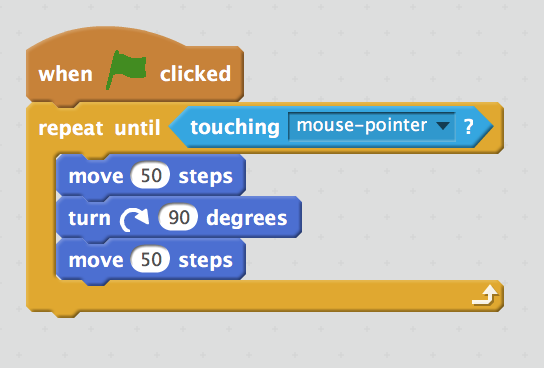 when clicked
repeat until touching mouse-pointer ?
move 50 steps
turn 90 degrees
move 50 steps